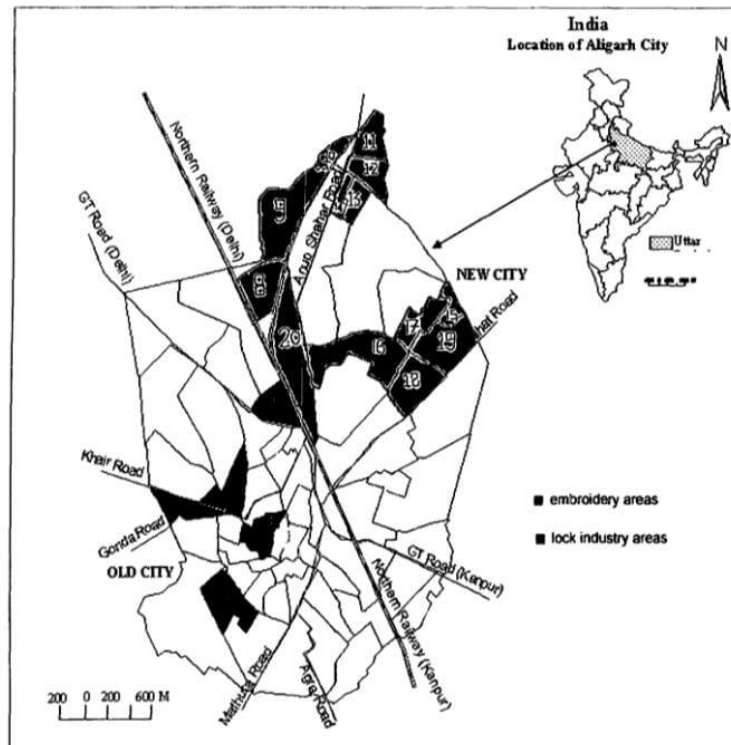 India
Location of Aligarh City
N
Northern Railway (Delhi)
GT Road (Delhi)
Anup Shahar Road
11
12
13
NEW CITY
hat Road
Uttar
20
16
17
19
18
Khair Road
Gonda Road
OLD CITY
embroidery areas
lock industry areas
GT Road (Kanpur)
Northern Railway (Kanpur)
Mathura Road
Agra Road
200 0 200 600 M